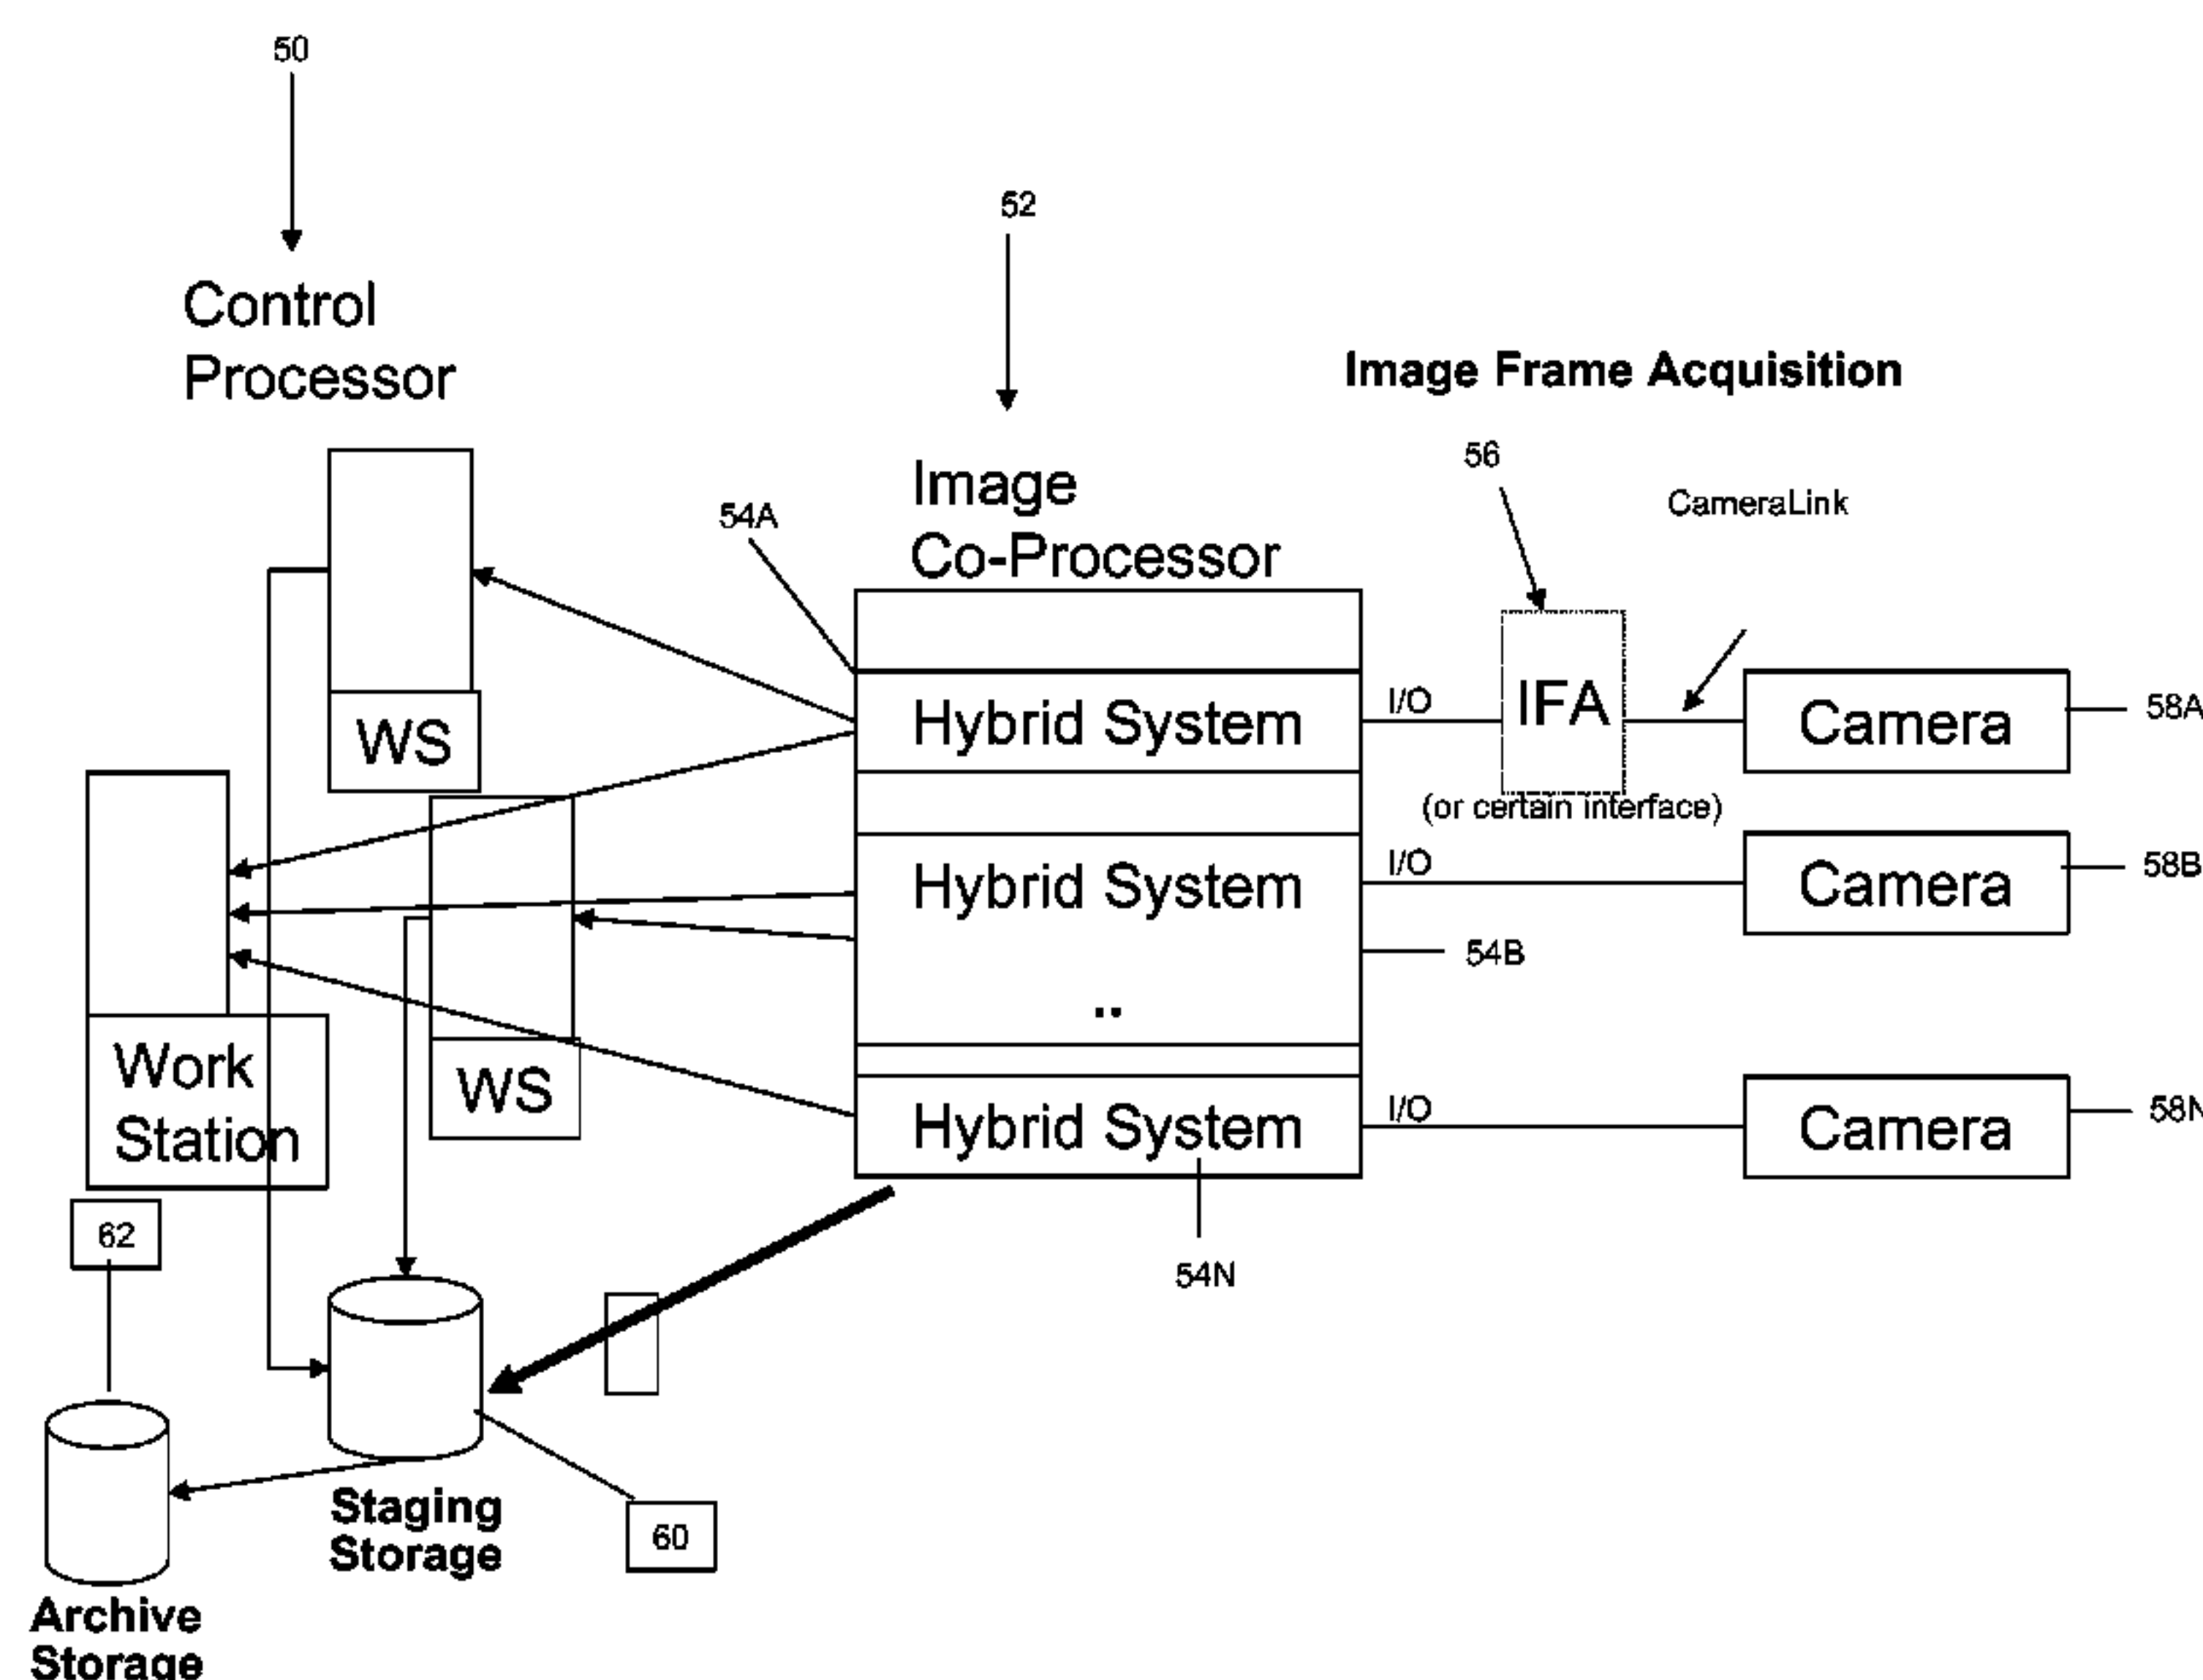 50
52
Control
Processor
Image Frame Acquisition
56
Image
Co-Processor
CameraLink
54A
WS
Hybrid System
I/O
IFA
Camera
58A
(or certain interface)
Hybrid System
I/O
Camera
58B
54B
..
Work
Station
WS
Hybrid System
I/O
Camera
58N
62
54N
Staging
Storage
60
Archive
Storage